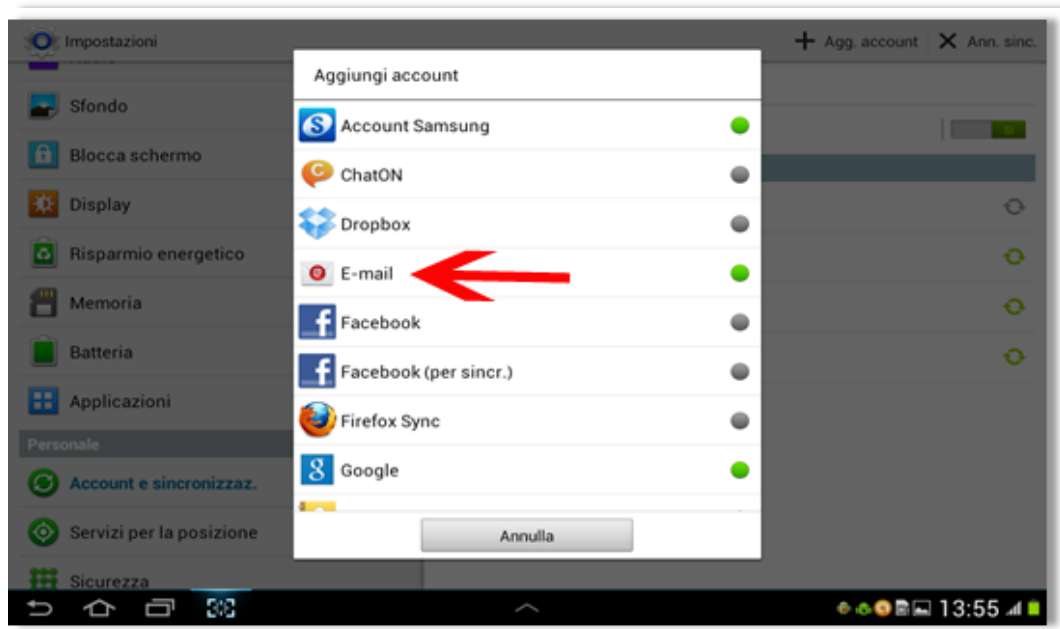 Impostazioni
Agg. account
Ann. sinc.
Sfondo
Blocca schermo
Display
Risparmio energetico
Memoria
Batteria
Applicazioni
Personale
Account e sincronizzaz.
Servizi per la posizione
Sicurezza
Aggiungi account
Account Samsung
ChatON
Dropbox
E-mail
Facebook
Facebook (per sincr.)
Firefox Sync
Google
Annulla
13:55